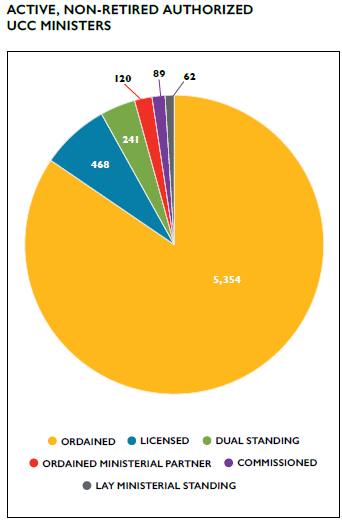 ACTIVE, NON-RETIRED AUTHORIZED
UCC MINISTERS
120 89 62
241
468
5,354
ORDAINED LICENSED DUAL STANDING
ORDAINED MINISTERIAL PARTNER COMMISSIONED
LAY MINISTERIAL STANDING